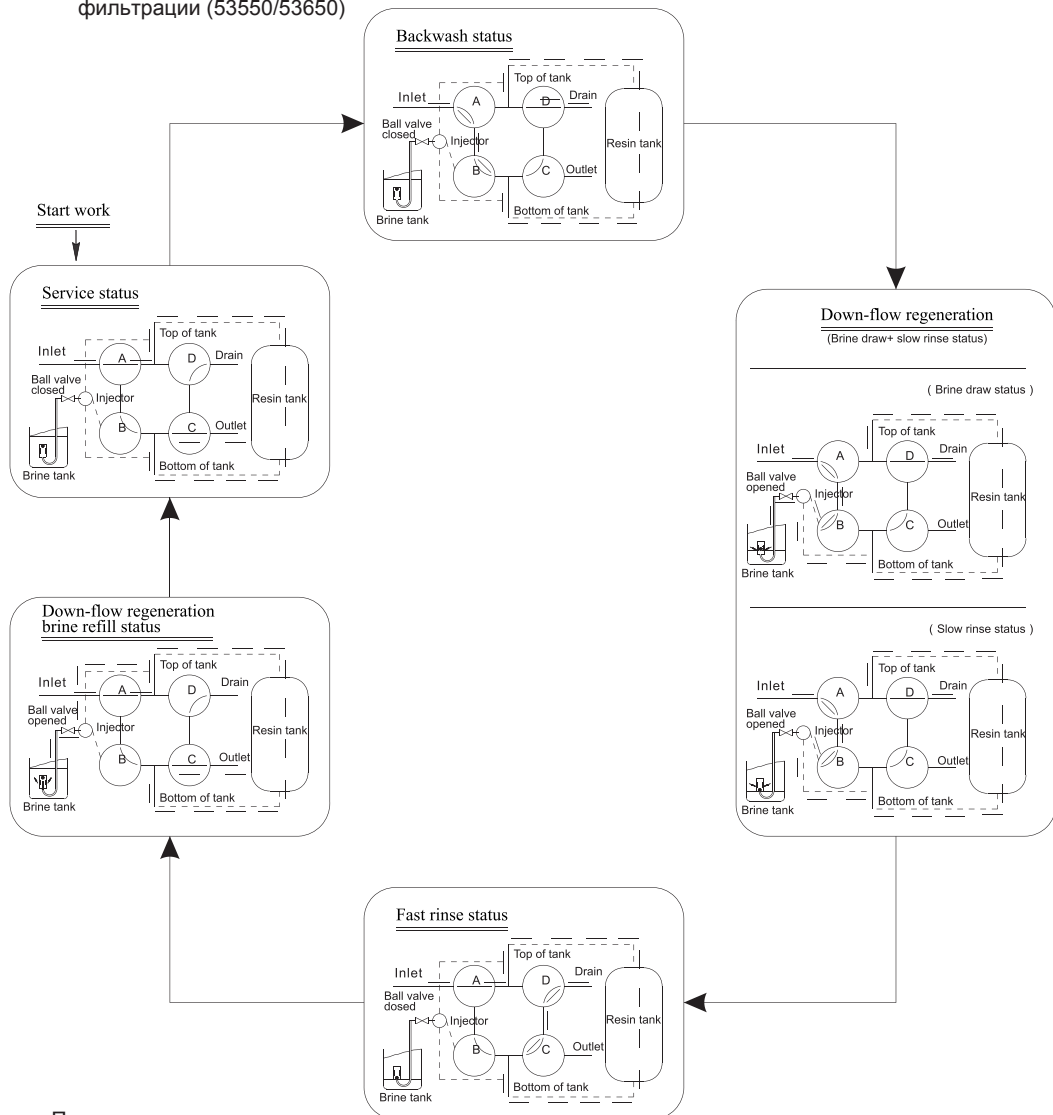 фильтрации (53550/53650)
Backwash status
Top of tank
Inlet
A
D
Drain
Ball valve
closed
Injector
Resin tank
B
C
Outlet
Brine tank
Bottom of tank
Start work
Service status
Top of tank
Inlet
A
D
Drain
Ball valve
closed
Injector
Resin tank
B
C
Outlet
Bottom of tank
Brine tank
Down-flow regeneration
(Brine draw+ slow rinse status)
( Brine draw status )
Top of tank
Inlet
A
D
Drain
Ball valve
opened
Injector
Resin tank
B
C
Outlet
Bottom of tank
Brine tank
( Slow rinse status )
Top of tank
Inlet
A
D
Drain
Ball valve
opened
Injector
Resin tank
B
C
Outlet
Bottom of tank
Brine tank
Down-flow regeneration
brine refill status
Top of tank
Inlet
A
D
Drain
Ball valve
opened
Injector
Resin tank
B
C
Outlet
Bottom of tank
Brine tank
Fast rinse status
Top of tank
Inlet
A
D
Drain
Ball valve
dosed
Injector
Resin tank
B
C
Outlet
Bottom of tank
Brine tank